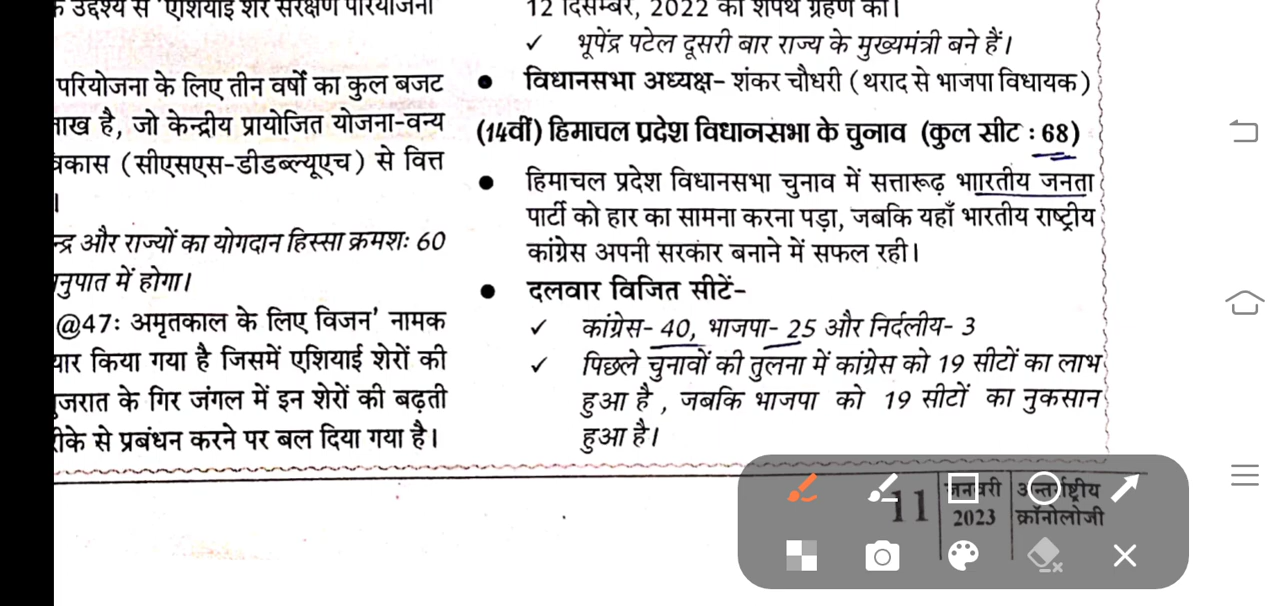 उद्देश्य से 'एशियाई शेर संरक्षण परियोजना
परियोजना के लिए तीन वर्षों का कुल बजट
है, जो केन्द्रीय प्रायोजित योजना-वन्य
(सीएसएस-डीडब्ल्यूएच) से वित्त
।
और राज्यों का योगदान हिस्सा क्रमशः 60
में होगा।
@47ः अमृतकाल के लिए विजन' नामक
किया गया है जिसमें एशियाई शेरों की
के गिर जंगल में इन शेरों की बढ़ती
से प्रबंधन करने पर बल दिया गया है।
12 दिसम्बर, 2022 को शपथ ग्रहण की।
✓ भूपेंद्र पटेल दूसरी बार राज्य के मुख्यमंत्री बने हैं।
● विधानसभा अध्यक्ष- शंकर चौधरी (थराद से भाजपा विधायक)
(14वीं) हिमाचल प्रदेश विधानसभा के चुनाव (कुल सीट : 68)
● हिमाचल प्रदेश विधानसभा चुनाव में सत्तारूढ़ भारतीय जनता
पार्टी को हार का सामना करना पड़ा, जबकि यहाँ भारतीय राष्ट्रीय
कांग्रेस अपनी सरकार बनाने में सफल रही।
● दलवार विजित सीटें-
✓ कांग्रेस- 40, भाजपा- 25 और निर्दलीय- 3
✓ पिछले चुनावों की तुलना में कांग्रेस को 19 सीटों का लाभ
हुआ है, जबकि भाजपा को 19 सीटों का नुकसान
हुआ है।
11 जनवरी 2023 अन्तर्राष्ट्रीय
क्रॉनोलोजी